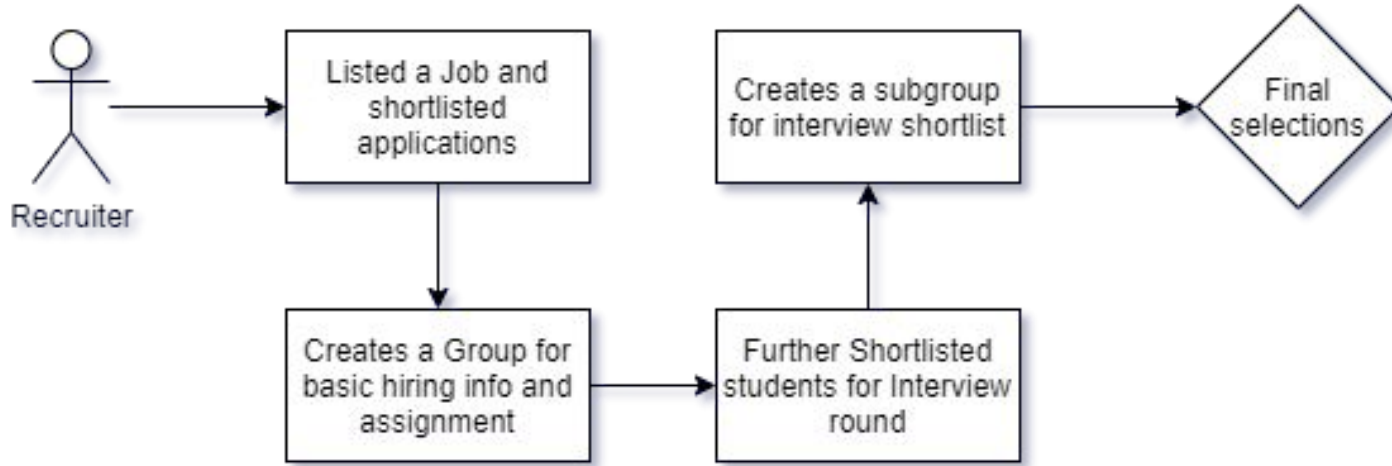 Recruiter
Listed a Job and
shortlisted
applications
Creates a Group for
basic hiring info and
assignment
Further Shortlisted
students for Interview
round
Creates a subgroup
for interview shortlist
Final
selections